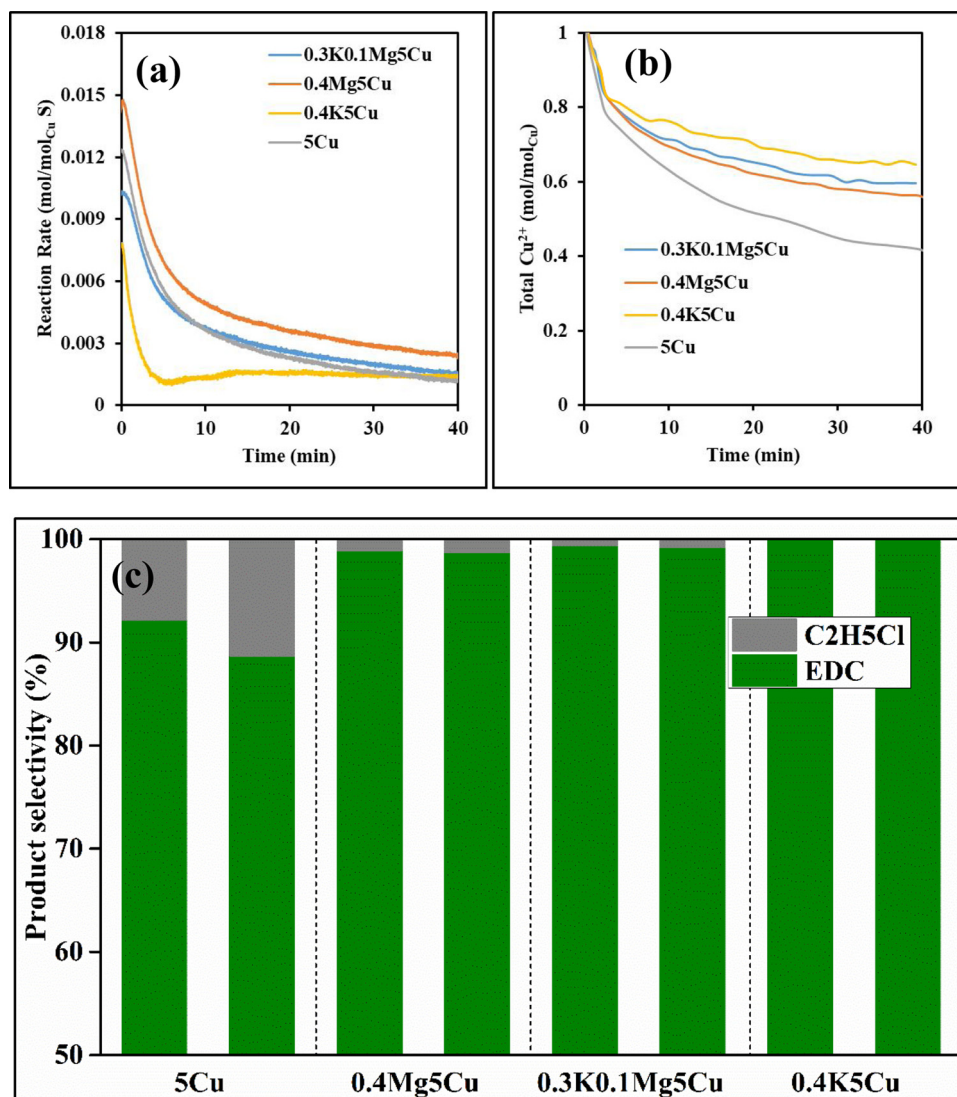 (a)
0.018
0.015
0.012
0.009
0.006
0.003
0
Reaction Rate (mol/mol_Cu S)
0.3K0.1Mg5Cu
0.4Mg5Cu
0.4K5Cu
5Cu
0 10 20 30 40
Time (min)
(b)
1
0.8
0.6
0.4
0.2
0
Total Cu²⁺ (mol/mol_Cu)
0.3K0.1Mg5Cu
0.4Mg5Cu
0.4K5Cu
5Cu
0 10 20 30 40
Time (min)
(c)
100
90
80
70
60
50
Product selectivity (%)
C2H5Cl
EDC
5Cu 0.4Mg5Cu 0.3K0.1Mg5Cu 0.4K5Cu